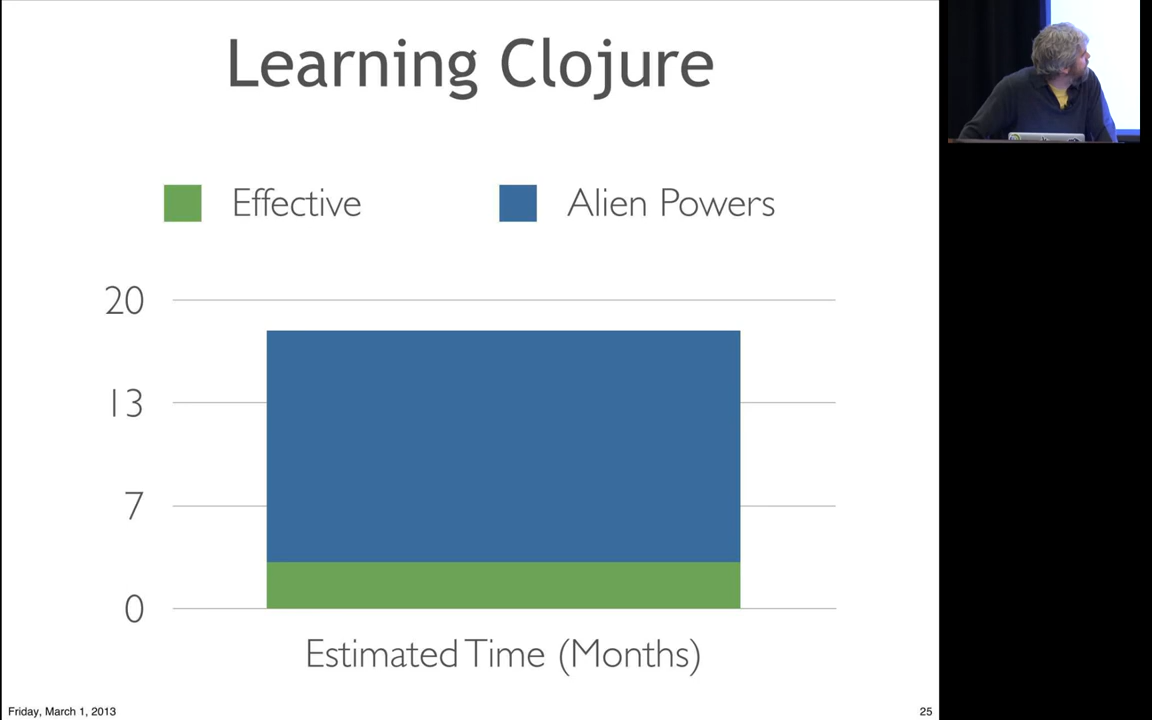 Learning Clojure
Effective
Alien Powers
20
13
7
0
Estimated Time (Months)
Friday, March 1, 2013
25